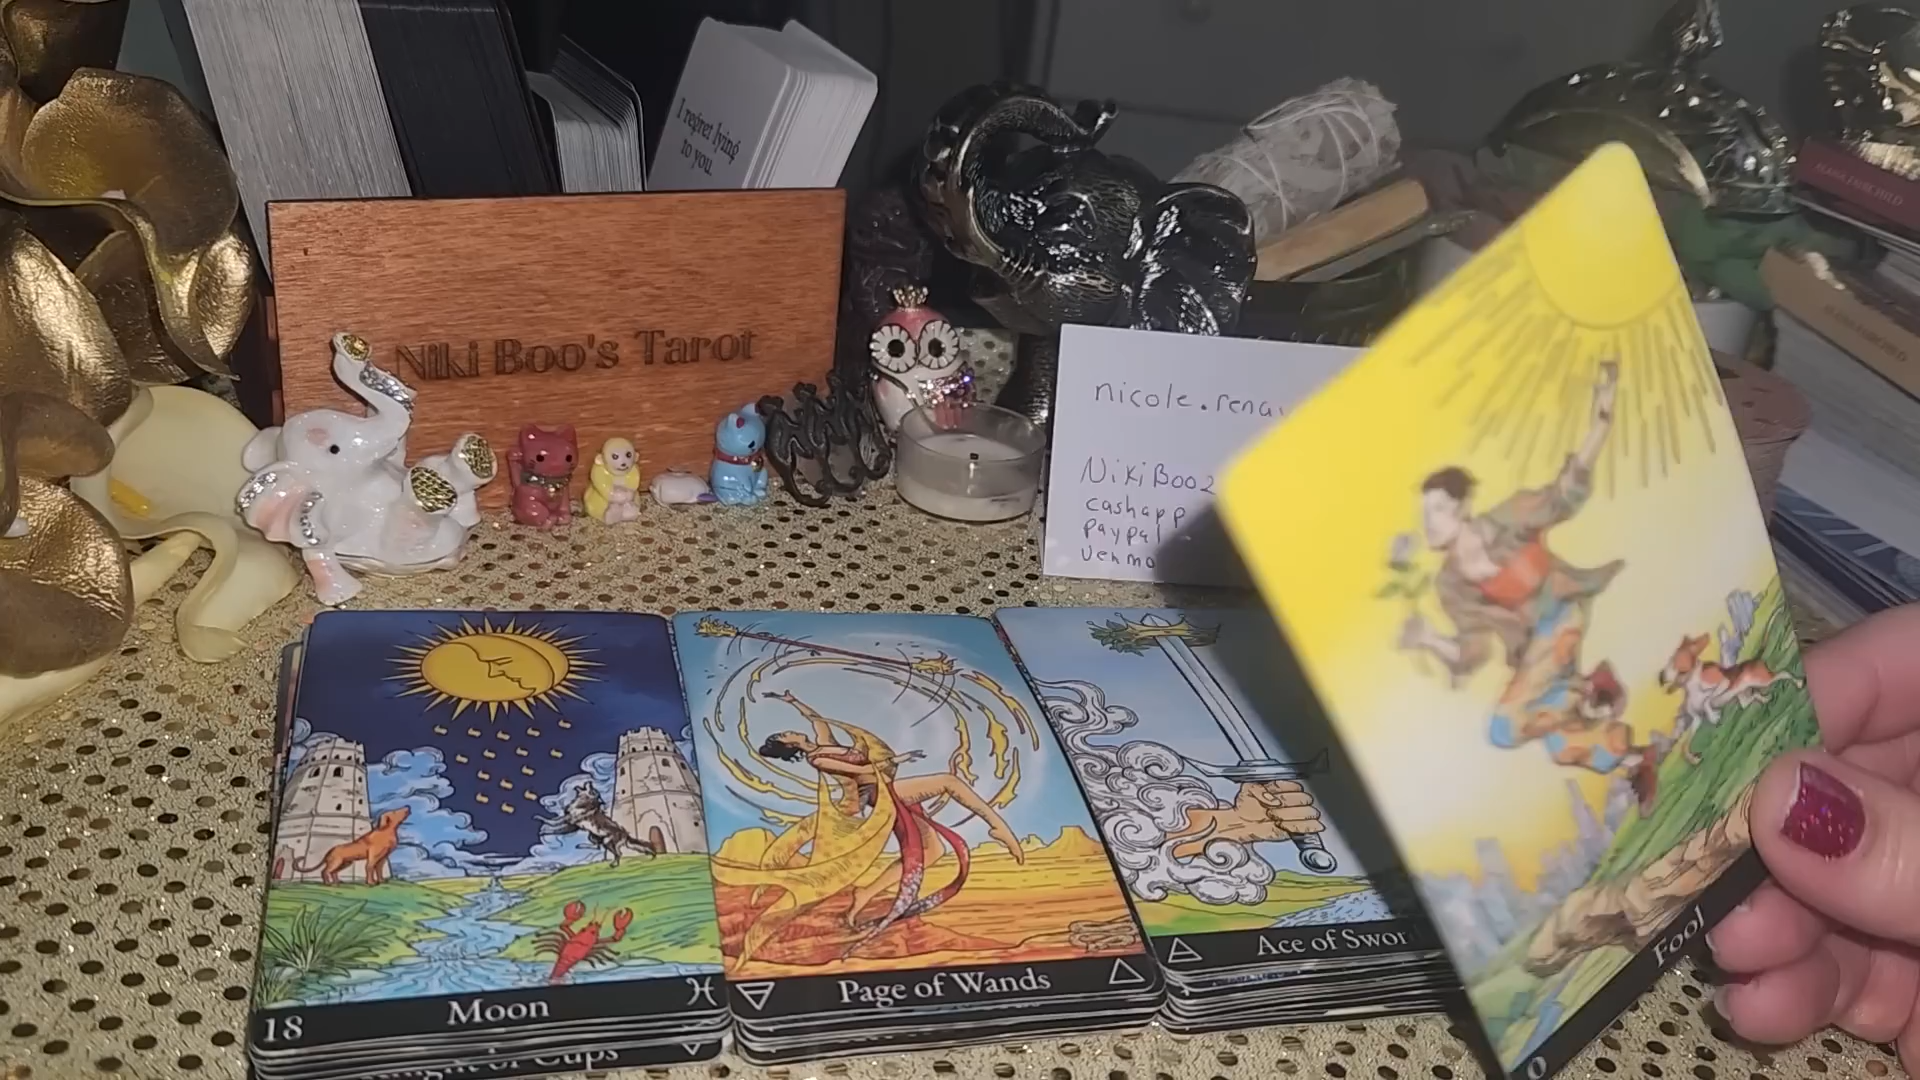 I regret lying
to you.
Niki Boo's Tarot
nicole.rena
NikiBoo2
cashapp
paypal
venmo
18
Moon
Page of Wands
Ace of Swor
Fool
0
Cups